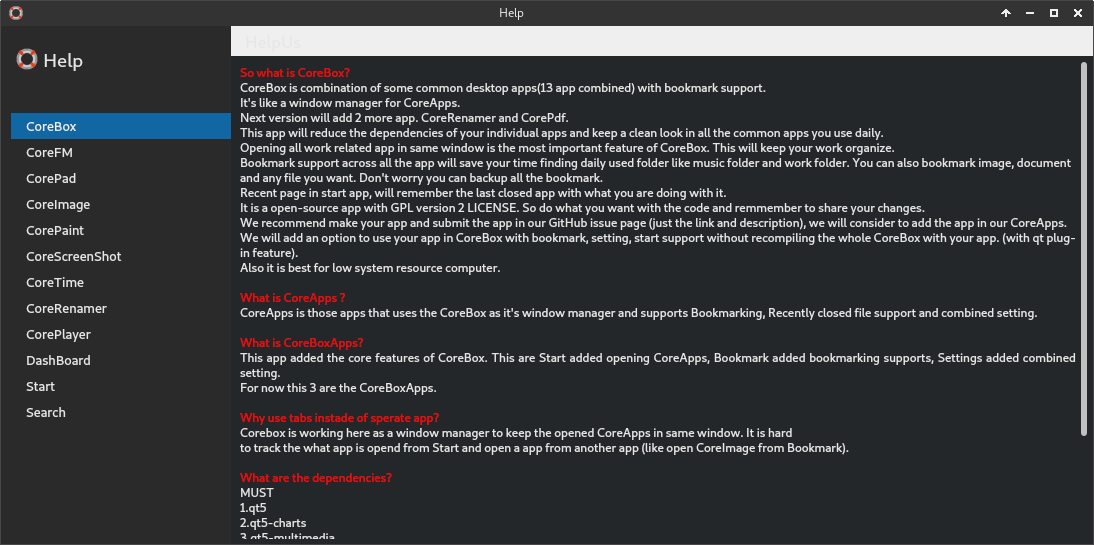 Help
Help
HelpUs
CoreBox
CoreFM
CorePad
CoreImage
CorePaint
CoreScreenShot
CoreTime
CoreRenamer
CorePlayer
DashBoard
Start
Search
So what is CoreBox?
CoreBox is combination of some common desktop apps(13 app combined) with bookmark support.
It's like a window manager for CoreApps.
Next version will add 2 more app. CoreRenamer and CorePdf.
This app will reduce the dependencies of your individual apps and keep a clean look in all the common apps you use daily.
Opening all work related app in same window is the most important feature of CoreBox. This will keep your work organize.
Bookmark support across all the app will save your time finding daily used folder like music folder and work folder. You can also bookmark image, document
and any file you want. Don't worry you can backup all the bookmark.
Recent page in start app, will remember the last closed app with what you are doing with it.
It is a open-source app with GPL version 2 LICENSE. So do what you want with the code and remmember to share your changes.
We recommend make your app and submit the app in our GitHub issue page (just the link and description), we will consider to add the app in our CoreApps.
We will add an option to use your app in CoreBox with bookmark, setting, start support without recompiling the whole CoreBox with your app. (with qt plug-
in feature).
Also it is best for low system resource computer.
What is CoreApps ?
CoreApps is those apps that uses the CoreBox as it's window manager and supports Bookmarking, Recently closed file support and combined setting.
What is CoreBoxApps?
This app added the core features of CoreBox. This are Start added opening CoreApps, Bookmark added bookmarking supports, Settings added combined
setting.
For now this 3 are the CoreBoxApps.
Why use tabs instade of sperate app?
Corebox is working here as a window manager to keep the opened CoreApps in same window. It is hard
to track the what app is opend from Start and open a app from another app (like open CoreImage from Bookmark).
What are the dependencies?
MUST
1.qt5
2.qt5-charts
3.qt5-multimedia